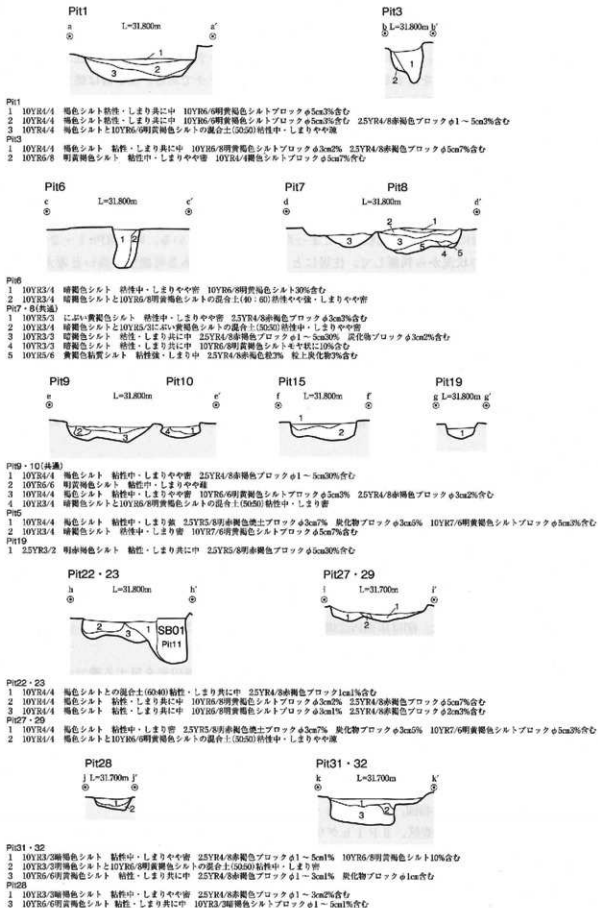 Pit1
a L=31.800m a′
1
3 2
Pit3
b L=31.800m b′
1
2
Pit1
1 10YR4/4 褐色シルト粘性・しまり共に中 10YR6/6明黄褐色シルトブロックφ5cm3%含む
2 10YR4/4 褐色シルト 粘性・しまり共に中 10YR6/6明黄褐色シルトブロックφ5cm3%含む 2.5YR4/8赤褐色ブロックφ1～5cm3%含む
3 10YR4/4 褐色シルトと10YR6/6明黄褐色シルトの混合土(50:50)粘性中・しまりやや疎
Pit3
1 10YR4/4 褐色シルト 粘性・しまり共に中 10YR6/8明黄褐色シルトブロックφ3cm2% 2.5YR4/8赤褐色ブロックφ5cm7%含む
2 10YR6/8 明黄褐色シルト 粘性中・しまりやや密 10YR4/4褐色シルトブロックφ5cm7%含む
Pit6
c L=31.800m c′
1 2
Pit7 Pit8
d L=31.800m d′
2 1
3 3
5 4 5
Pit6
1 10YR3/4 暗褐色シルト 粘性中・しまりやや密 10YR6/8明黄褐色シルト30%含む
2 10YR3/4 暗褐色シルトと10YR6/8明黄褐色シルトの混合土(40:60)粘性やや強・しまりやや密
Pit7・8(共通)
1 10YR5/3 にぶい黄褐色シルト 粘性中・しまりやや密 2.5YR4/8赤褐色ブロックφ3cm3%含む
2 10YR3/4 暗褐色シルトと10YR5/3にぶい黄褐色シルトの混合土(50:50)粘性中・しまりやや密
3 10YR3/3 暗褐色シルト 粘性・しまり共に中 2.5YR4/8赤褐色ブロックφ1～5cm30% 炭化物ブロックφ3cm2%含む
4 10YR3/3 暗褐色シルト 粘性・しまり共に中 10YR6/8明黄褐色シルトモヤ状に10%含む
5 10YR5/6 黄褐色粘質シルト 粘性強・しまり中 2.5YR4/8赤褐色粒3% 粒上炭化物3%含む
Pit9 Pit10
e L=31.800m e′
1
2 3 4 1
Pit15
f L=31.800m f′
1
2
Pit19
g L=31.800m g′
1
Pit9・10(共通)
1 10YR4/4 褐色シルト 粘性中・しまりやや密 2.5YR4/8赤褐色ブロックφ1～5cm30%含む
2 10YR6/6 明黄褐色シルト 粘性中・しまりやや疎
3 10YR4/4 褐色シルト 粘性中・しまりやや密 10YR6/6明黄褐色シルトブロックφ5cm3% 2.5YR4/8赤褐色ブロックφ3cm2%含む
4 10YR3/4 暗褐色シルトと10YR6/8明黄褐色シルトの混合土(50:50)粘性中・しまり密
Pit5
1 10YR4/4 褐色シルト 粘性中・しまり強 2.5YR5/8明赤褐色焼土ブロックφ3cm7% 炭化物ブロックφ3cm5% 10YR7/6明黄褐色シルトブロックφ5cm3%含む
2 10YR3/4 暗褐色シルト 粘性中・しまり密 10YR7/6明黄褐色シルトブロックφ5cm7%含む
Pit19
1 2.5YR3/2 明赤褐色シルト 粘性・しまり共に中 2.5YR5/8明赤褐色ブロックφ5cm30%含む
Pit22・23
h L=31.800m h′
2 3 1 SB01
Pit11
Pit27・29
i L=31.700m i′
1 1
2
Pit22・23
1 10YR4/4 褐色シルトとの混合土(60:40)粘性・しまり共に中 2.5YR4/8赤褐色ブロック1cm1%含む
2 10YR4/4 褐色シルト 粘性・しまり共に中 10YR6/8明黄褐色シルトブロックφ3cm2% 2.5YR4/8赤褐色ブロックφ5cm7%含む
3 10YR4/4 褐色シルト 粘性・しまり共に中 10YR6/8明黄褐色シルトブロックφ3cm1% 2.5YR4/8赤褐色ブロックφ2cm3%含む
Pit27・29
1 10YR4/4 褐色シルト 粘性中・しまり密 2.5YR5/8明赤褐色焼土ブロックφ3cm7% 炭化物ブロックφ3cm5% 10YR7/6明黄褐色シルトブロックφ5cm3%含む
2 10YR4/4 褐色シルトと10YR6/6明黄褐色シルトの混合土(50:50)粘性中・しまりやや疎
Pit28
j L=31.700m j′
1
2
Pit31・32
k L=31.700m k′
1
3 2
Pit31・32
1 10YR3/3暗褐色シルト 粘性中・しまりやや密 2.5YR4/8赤褐色ブロックφ1～5cm1% 10YR6/8明黄褐色シルト10%含む
2 10YR3/3明褐色シルトと10YR6/8明黄褐色シルトの混合土(50:50)粘性中・しまり密
3 10YR6/6明黄褐色シルト 粘性・しまり共に中 2.5YR4/8赤褐色ブロックφ1～3cm1% 炭化物ブロックφ1cm含む
Pit28
1 10YR3/3暗褐色シルト 粘性中・しまりやや密 2.5YR4/8赤褐色ブロックφ1～3cm2%含む
3 10YR6/6明黄褐色シルト 粘性・しまり共に中 10YR3/3暗褐色シルトブロックφ1～5cm1%含む